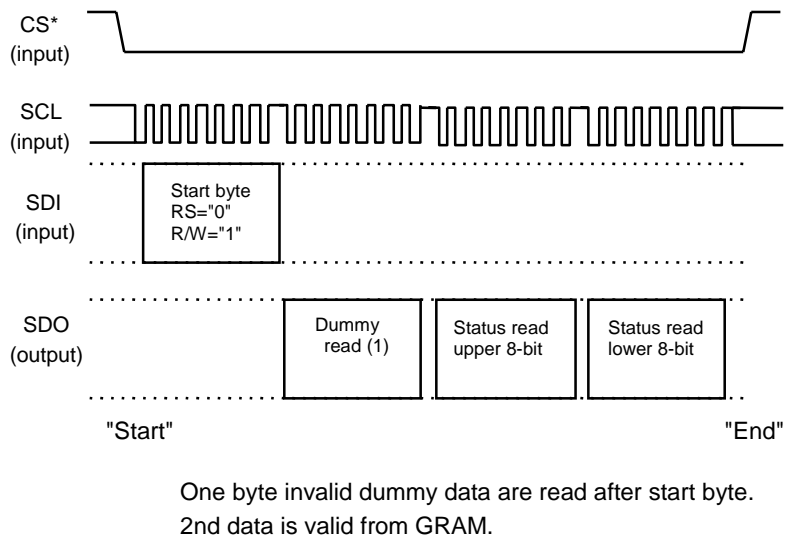 CS*
(input)
SCL
(input)
SDI
(input)
Start byte
RS="0"
R/W="1"
SDO
(output)
Dummy
read (1)
Status read
upper 8-bit
Status read
lower 8-bit
"Start"
"End"
One byte invalid dummy data are read after start byte.
2nd data is valid from GRAM.